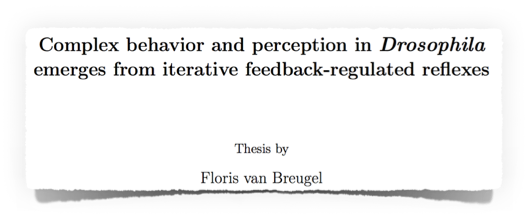 Complex behavior and perception in Drosophila
emerges from iterative feedback-regulated reflexes
Thesis by
Floris van Breugel